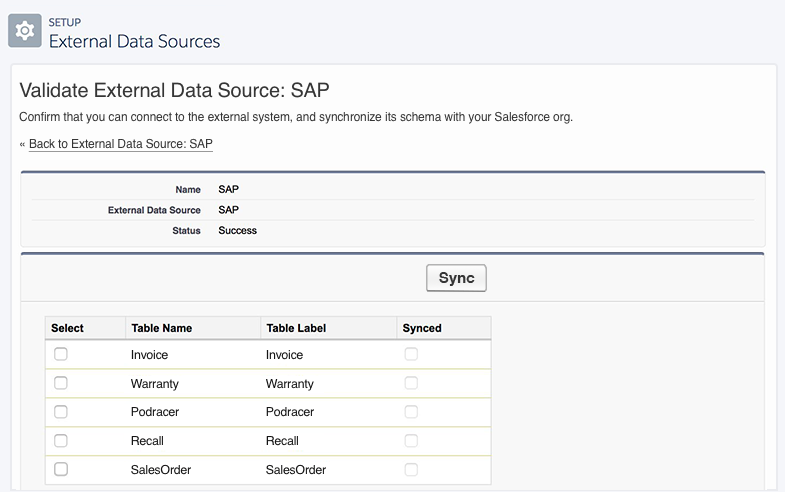 SETUP
External Data Sources
Validate External Data Source: SAP
Confirm that you can connect to the external system, and synchronize its schema with your Salesforce org.
« Back to External Data Source: SAP
Name SAP
External Data Source SAP
Status Success
Sync
Select Table Name Table Label Synced
Invoice Invoice
Warranty Warranty
Podracer Podracer
Recall Recall
SalesOrder SalesOrder